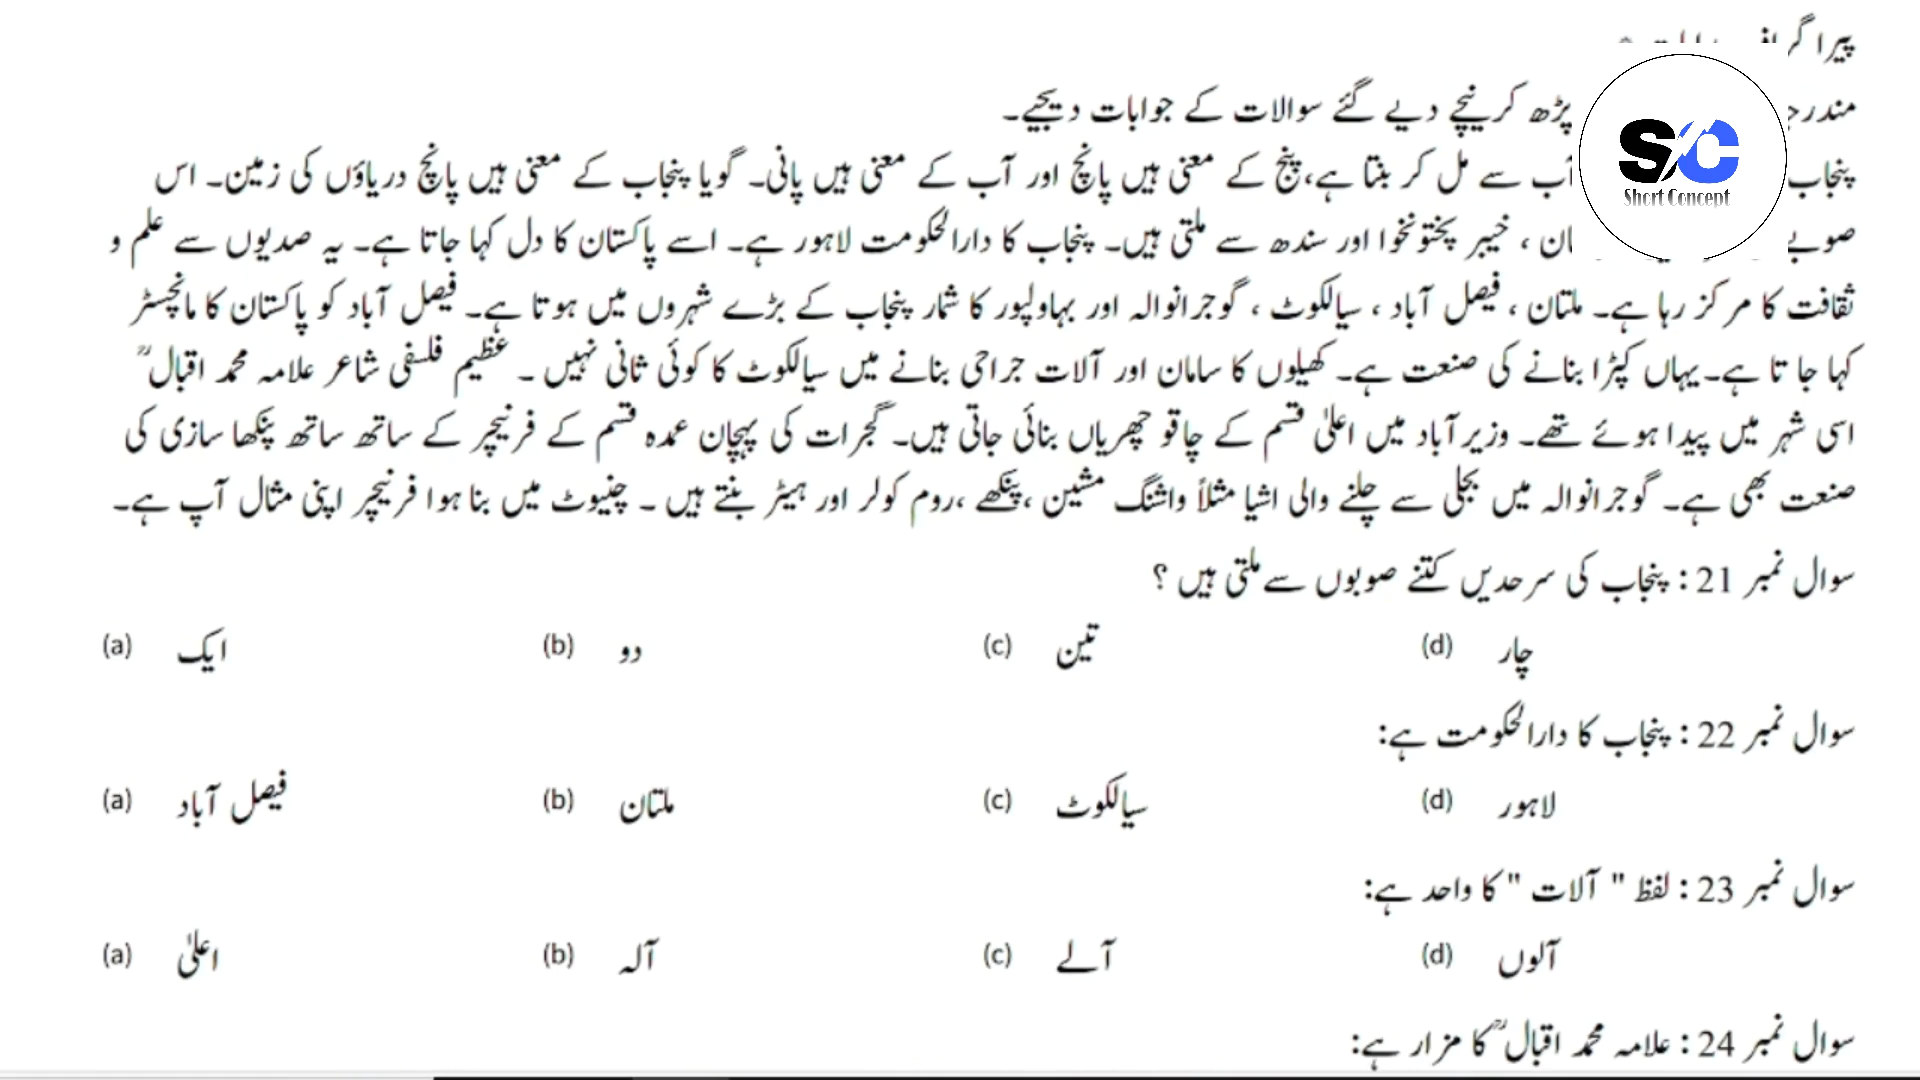 پیرا گراف
پڑھ کر نیچے دیے گئے سوالات کے جوابات دیجیے۔
پنجاب آب سے مل کر بنتا ہے، پنج کے معنی ہیں پانچ اور آب کے معنی ہیں پانی۔ گویا پنجاب کے معنی ہیں پانچ دریاؤں کی زمین۔ اس
صوبے ، خیبر پختونخوا اور سندھ سے ملتی ہیں۔ پنجاب کا دارالحکومت لاہور ہے۔ اسے پاکستان کا دل کہا جاتا ہے۔ یہ صدیوں سے علم و
ثقافت کا مرکز رہا ہے۔ ملتان ، فیصل آباد ، سیالکوٹ ، گوجرانوالہ اور بہاولپور کا شمار پنجاب کے بڑے شہروں میں ہوتا ہے۔ فیصل آباد کو پاکستان کا مانچسٹر
کہا جا تا ہے۔ یہاں کپڑا بنانے کی صنعت ہے۔ کھیلوں کا سامان اور آلات جراحی بنانے میں سیالکوٹ کا کوئی ثانی نہیں ۔ عظیم فلسفی شاعر علامہ محمد اقبالؒ
اسی شہر میں پیدا ہوئے تھے۔ وزیر آباد میں اعلیٰ قسم کے چاقو چھریاں بنائی جاتی ہیں۔ گجرات کی پہچان عمدہ قسم کے فرنیچر کے ساتھ ساتھ پنکھا سازی کی
صنعت بھی ہے۔ گوجرانوالہ میں بجلی سے چلنے والی اشیا مثلاً واشنگ مشین ،پنکھے ،روم کولر اور ہیٹر بنتے ہیں ۔ چنیوٹ میں بنا ہوا فرنیچر اپنی مثال آپ ہے۔
SC
Short Concept
سوال نمبر 21 : پنجاب کی سرحدیں کتنے صوبوں سے ملتی ہیں ؟
(a) ایک (b) دو (c) تین (d) چار
سوال نمبر 22 : پنجاب کا دارالحکومت ہے:
(a) فیصل آباد (b) ملتان (c) سیالکوٹ (d) لاہور
سوال نمبر 23 : لفظ " آلات " کا واحد ہے:
(a) اعلیٰ (b) آلہ (c) آلے (d) آلوں
سوال نمبر 24 : علامہ محمد اقبالؒ کا مزار ہے: